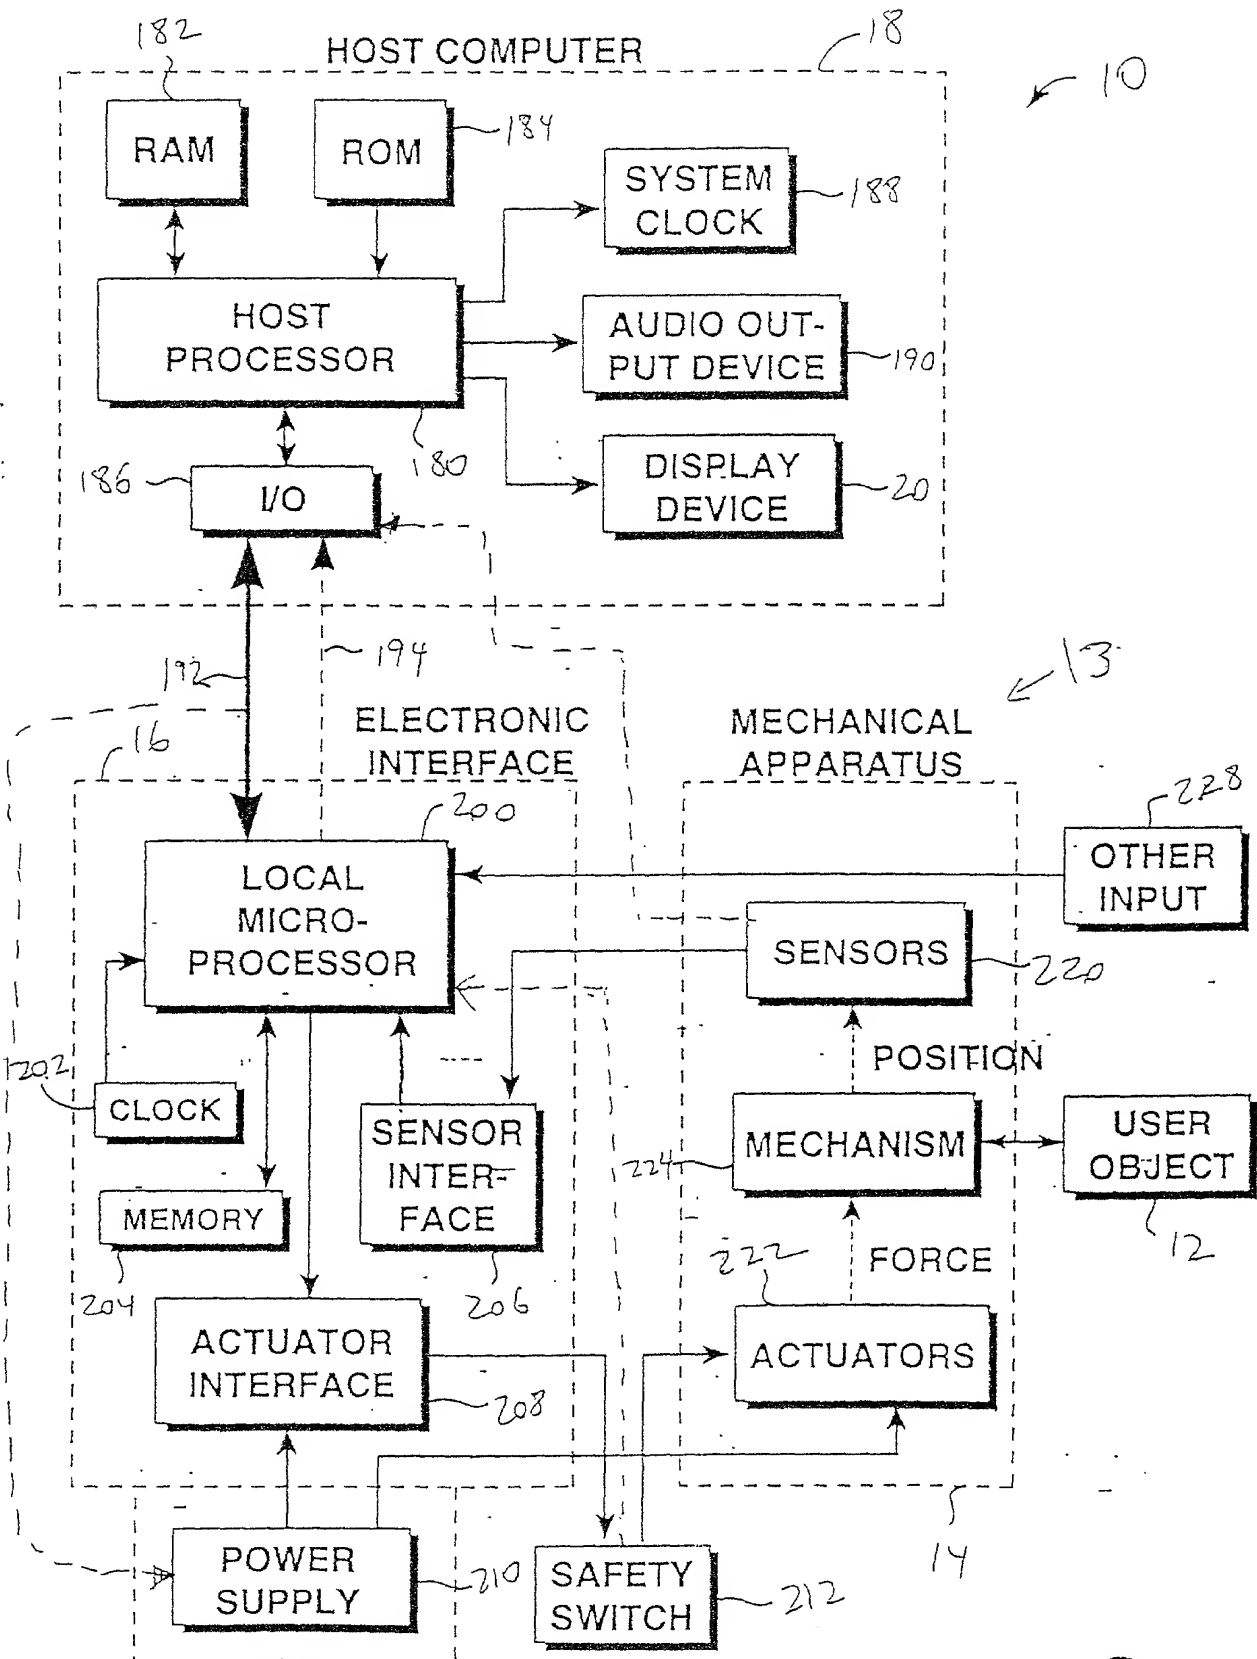 182
HOST COMPUTER
18
10
RAM
ROM
184
SYSTEM
CLOCK
188
HOST
PROCESSOR
AUDIO OUT-
PUT DEVICE
190
180
186
I/O
DISPLAY
DEVICE
20
192
194
13
16
ELECTRONIC
INTERFACE
MECHANICAL
APPARATUS
200
228
LOCAL
MICRO-
PROCESSOR
OTHER
INPUT
SENSORS
220
POSITION
202
CLOCK
SENSOR
INTER-
FACE
224
MECHANISM
USER
OBJECT
MEMORY
204
206
222
FORCE
12
ACTUATOR
INTERFACE
208
ACTUATORS
POWER
SUPPLY
210
SAFETY
SWITCH
212
14